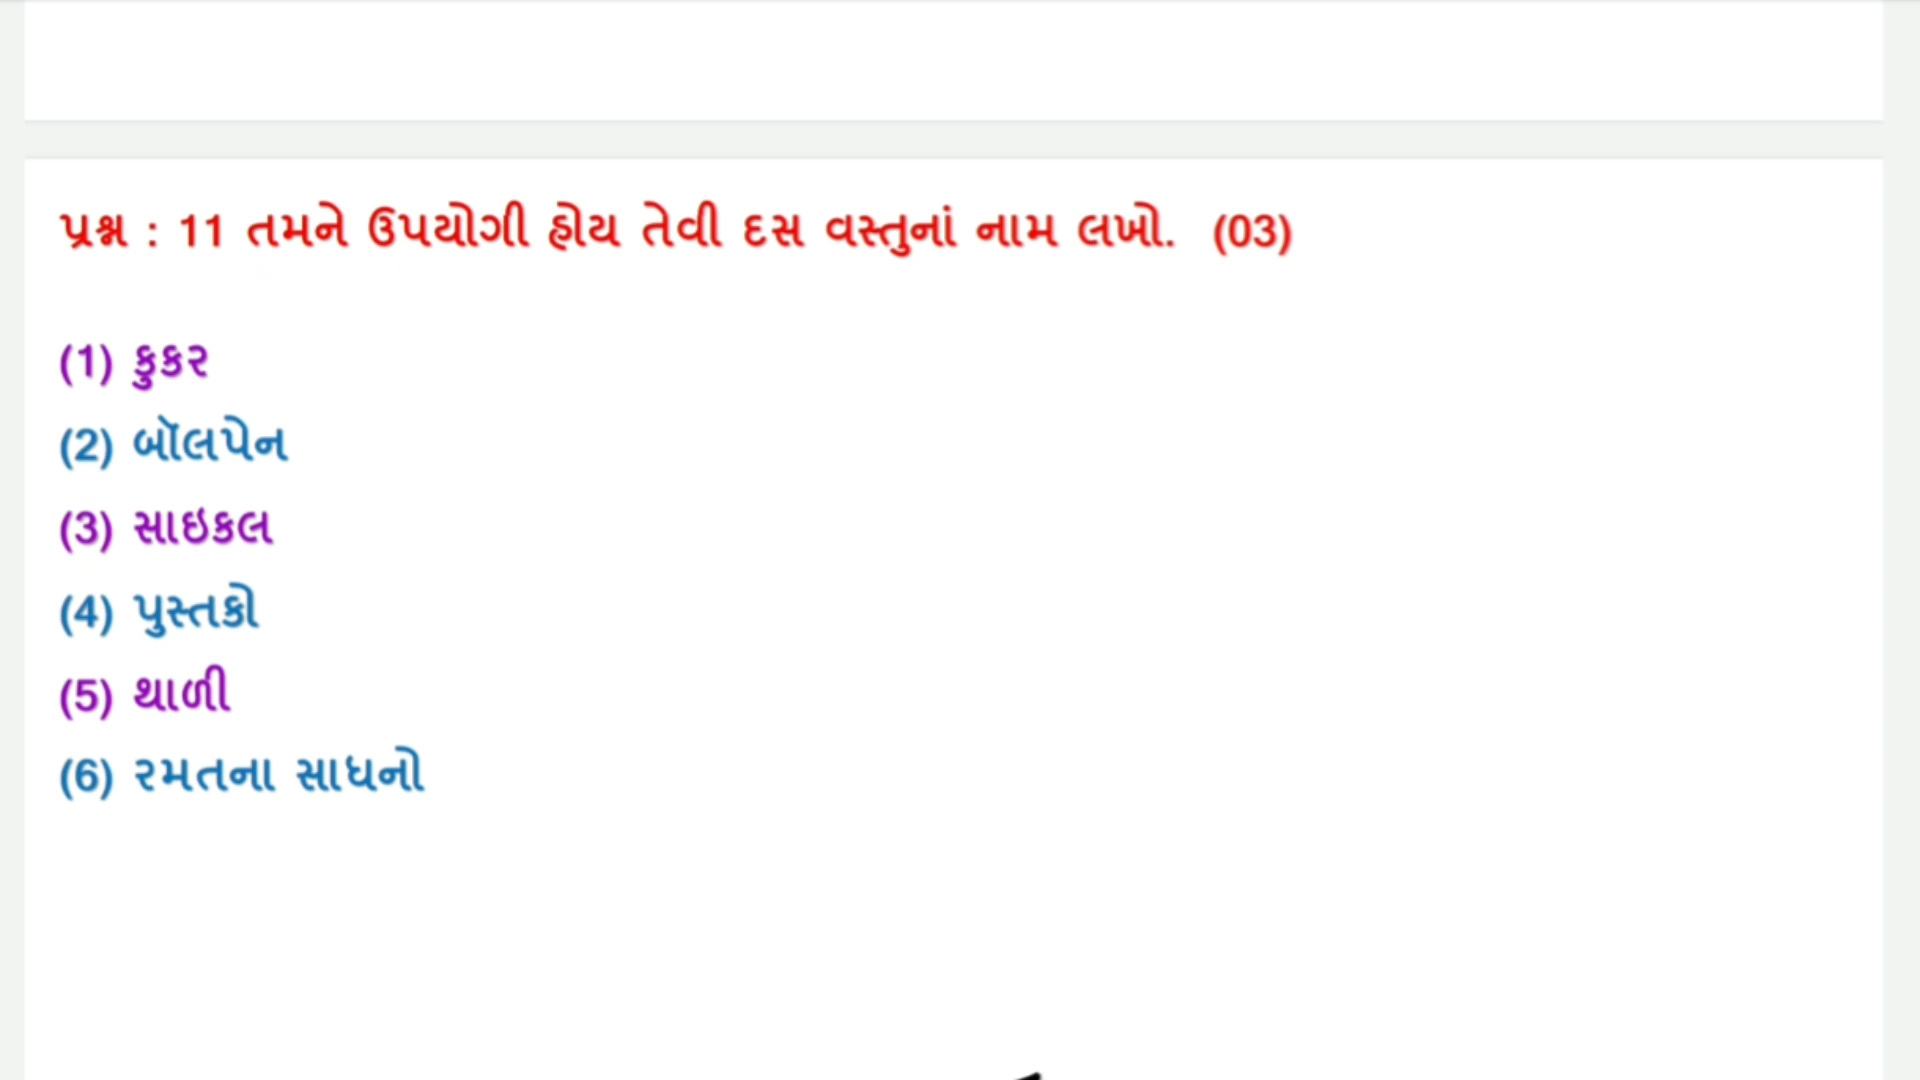 પ્રશ્ન : 11 તમને ઉપયોગી હોય તેવી દસ વસ્તુનાં નામ લખો. (03)
(1) કુકર
(2) બૉલપેન
(3) સાઇકલ
(4) પુસ્તકો
(5) થાળી
(6) રમતના સાધનો